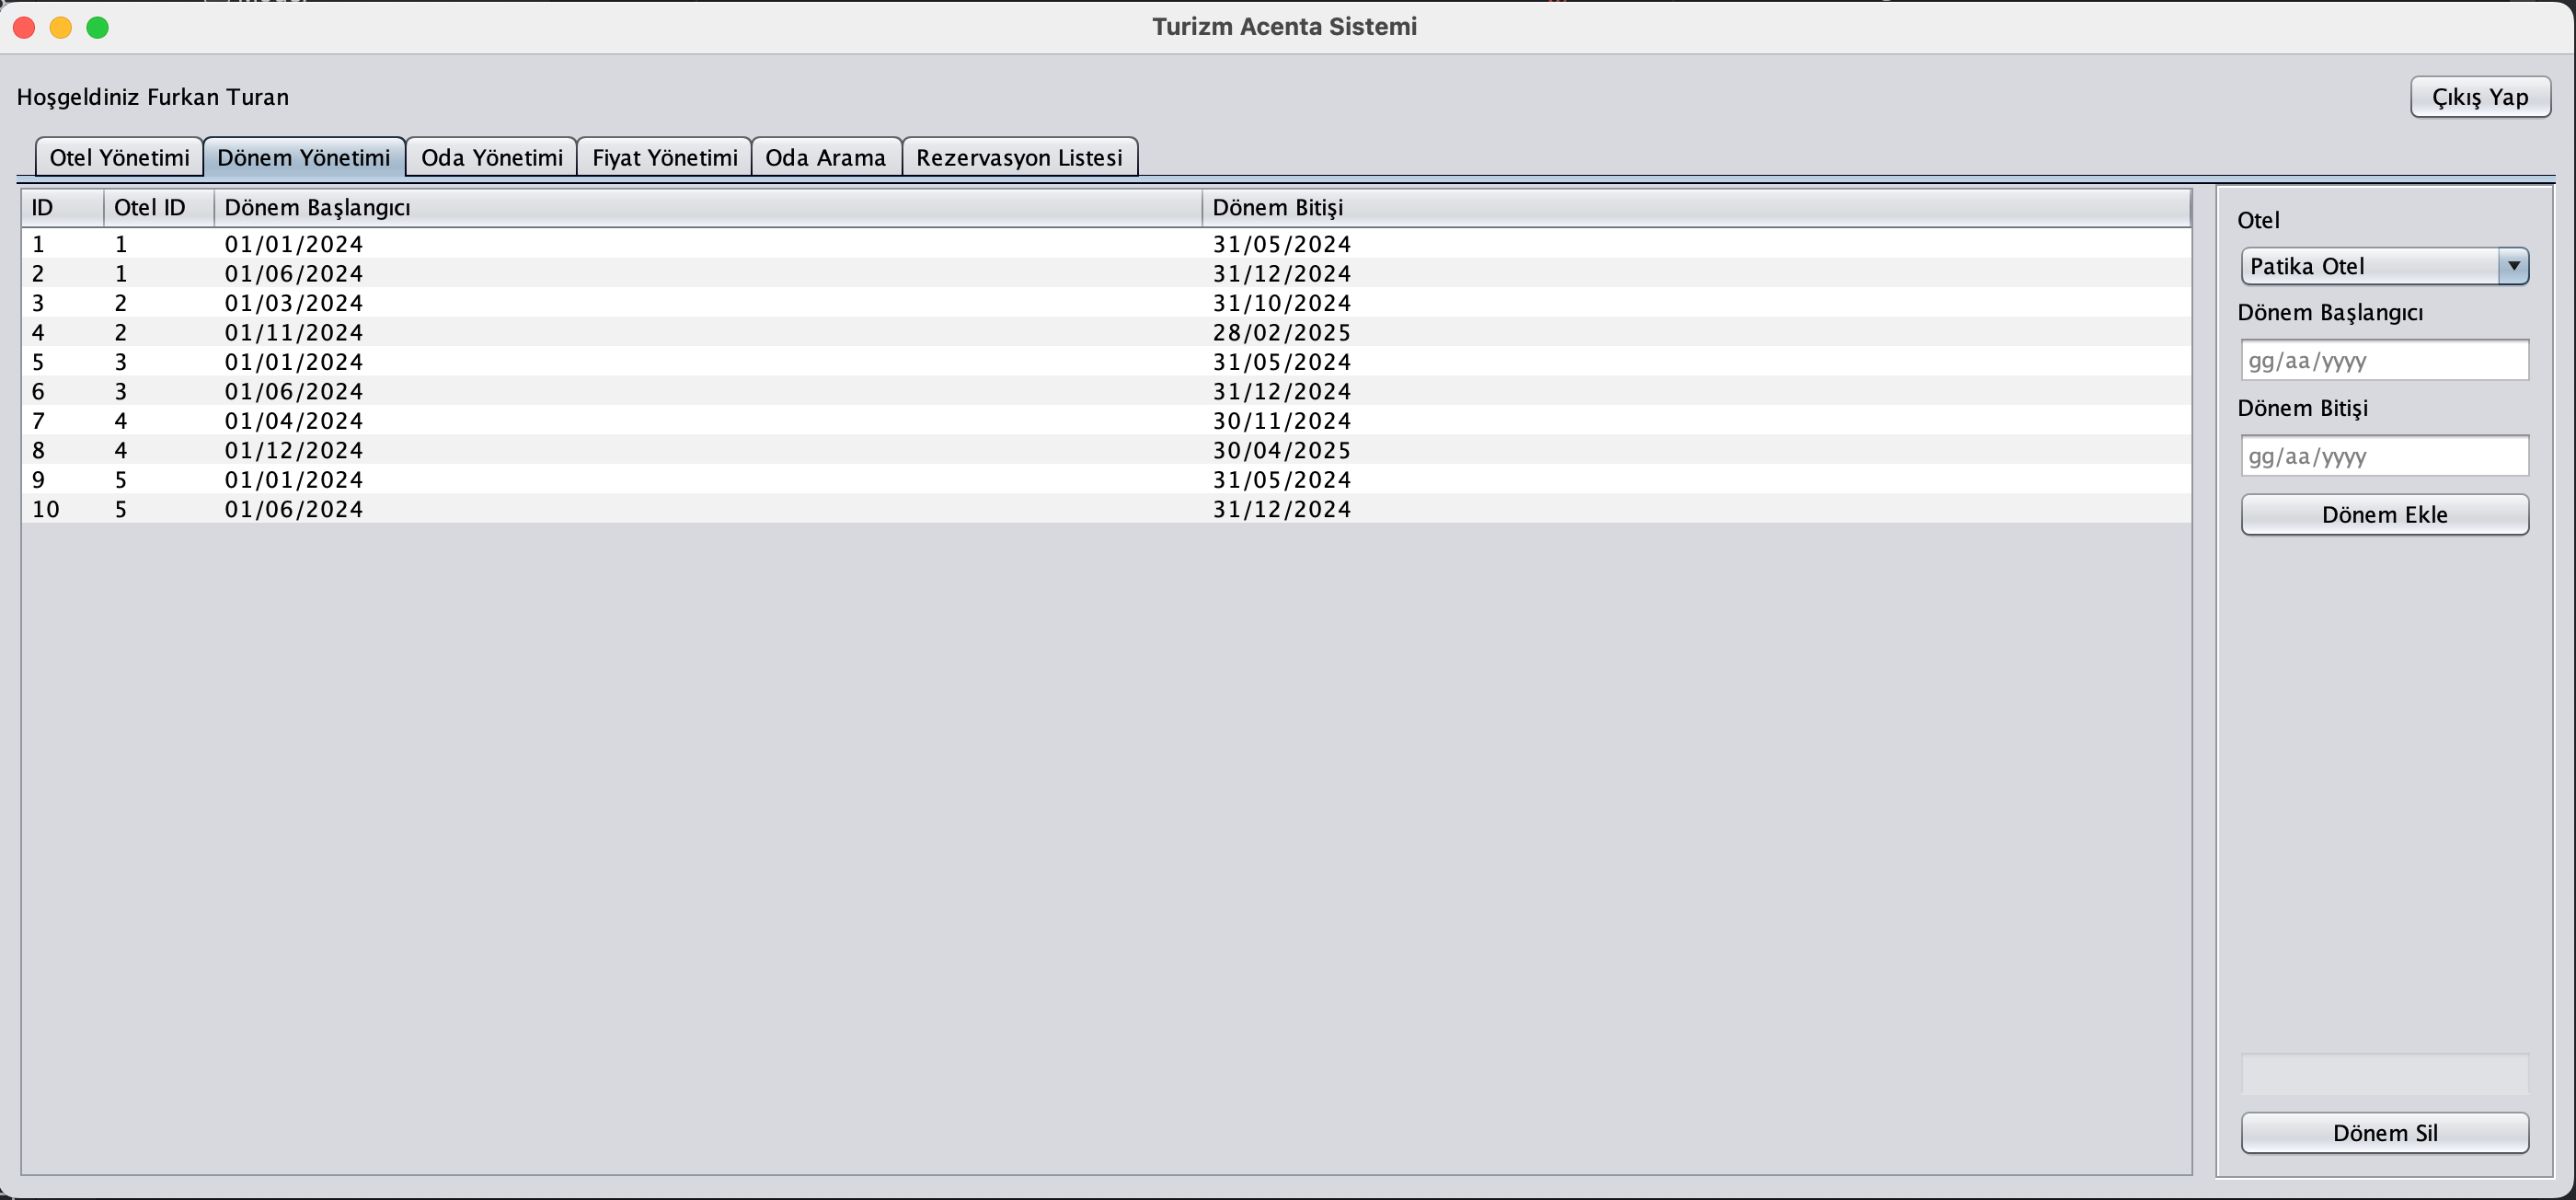 Turizm Acenta Sistemi
Hoşgeldiniz Furkan Turan
Çıkış Yap
Otel Yönetimi Dönem Yönetimi Oda Yönetimi Fiyat Yönetimi Oda Arama Rezervasyon Listesi
ID Otel ID Dönem Başlangıcı Dönem Bitişi
1 1 01/01/2024 31/05/2024
2 1 01/06/2024 31/12/2024
3 2 01/03/2024 31/10/2024
4 2 01/11/2024 28/02/2025
5 3 01/01/2024 31/05/2024
6 3 01/06/2024 31/12/2024
7 4 01/04/2024 30/11/2024
8 4 01/12/2024 30/04/2025
9 5 01/01/2024 31/05/2024
10 5 01/06/2024 31/12/2024
Otel
Patika Otel
Dönem Başlangıcı
gg/aa/yyyy
Dönem Bitişi
gg/aa/yyyy
Dönem Ekle
Dönem Sil